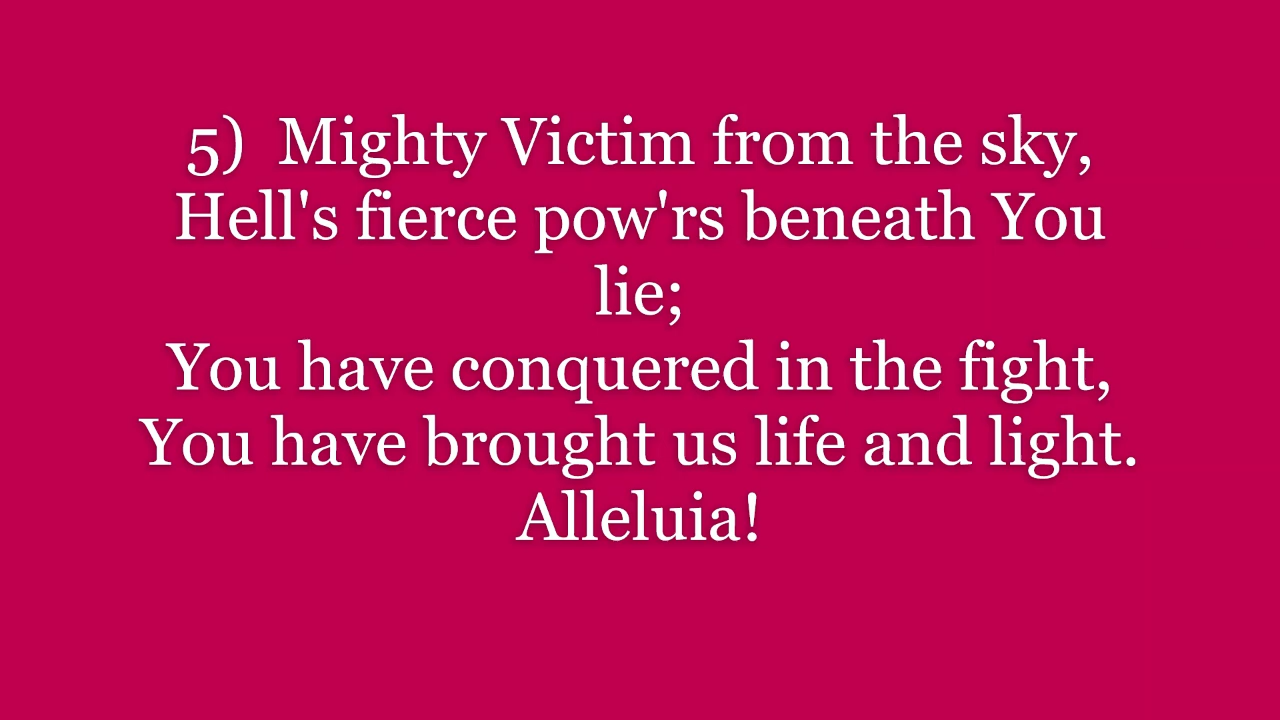 5)  Mighty Victim from the sky,
Hell's fierce pow'rs beneath You
lie;
You have conquered in the fight,
You have brought us life and light.
Alleluia!